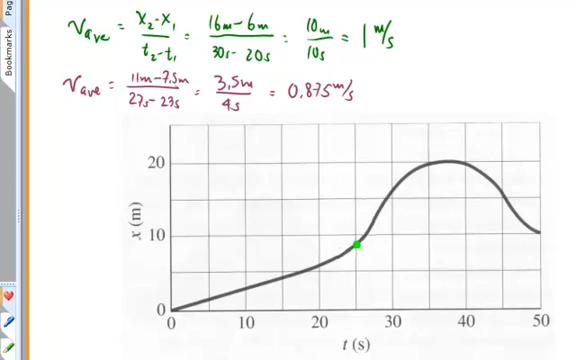 Vave = x2-x1 / t2-t1 = 16m-6m / 30s-20s = 10m / 10s = 1 m/s
Vave = 11m-7.5m / 27s-23s = 3.5m / 4s = 0.875 m/s
Bookmarks
x (m)
20
10
0
0 10 20 30 40 50
t (s)